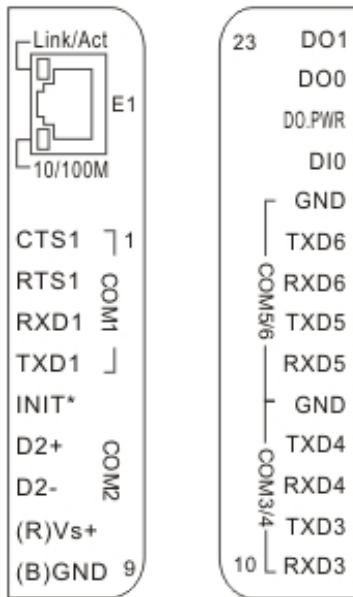 Link/Act
E1
10/100M
CTS1 1
RTS1
RXD1
TXD1
COM1
INIT*
D2+
D2-
COM2
(R)Vs+
(B)GND 9
23 DO1
DO0
DO.PWR
DI0
GND
TXD6
RXD6
TXD5
RXD5
COM5/6
GND
TXD4
RXD4
TXD3
COM3/4
10 RXD3